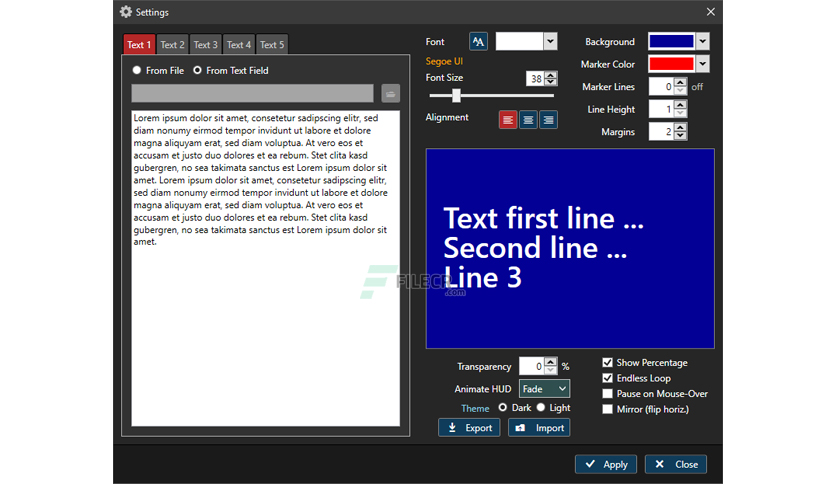 Settings
Text 1 Text 2 Text 3 Text 4 Text 5
From File From Text Field
Lorem ipsum dolor sit amet, consetetur sadipscing elitr, sed
diam nonumy eirmod tempor invidunt ut labore et dolore
magna aliquyam erat, sed diam voluptua. At vero eos et
accusam et justo duo dolores et ea rebum. Stet clita kasd
gubergren, no sea takimata sanctus est Lorem ipsum dolor sit
amet. Lorem ipsum dolor sit amet, consetetur sadipscing elitr,
sed diam nonumy eirmod tempor invidunt ut labore et dolore
magna aliquyam erat, sed diam voluptua. At vero eos et
accusam et justo duo dolores et ea rebum. Stet clita kasd
gubergren, no sea takimata sanctus est Lorem ipsum dolor sit
amet.
Font AA
Segoe UI
Font Size 38
Alignment
Background
Marker Color
Marker Lines 0 off
Line Height 1
Margins 2
Text first line ...
Second line ...
Line 3
FILECR
.com
Transparency 0 %
Animate HUD Fade
Theme Dark Light
Export Import
Show Percentage
Endless Loop
Pause on Mouse-Over
Mirror (flip horiz.)
Apply Close